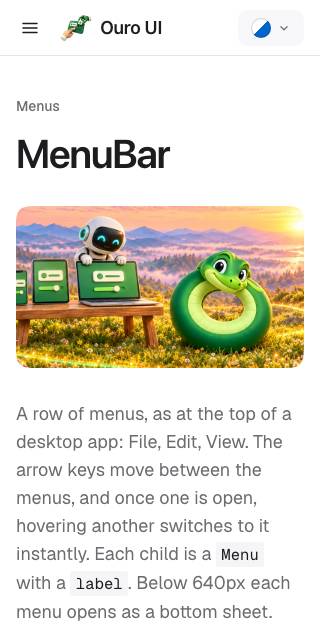 Ouro UI
Menus
MenuBar
A row of menus, as at the top of a
desktop app: File, Edit, View. The
arrow keys move between the
menus, and once one is open,
hovering another switches to it
instantly. Each child is a Menu
with a label. Below 640px each
menu opens as a bottom sheet.